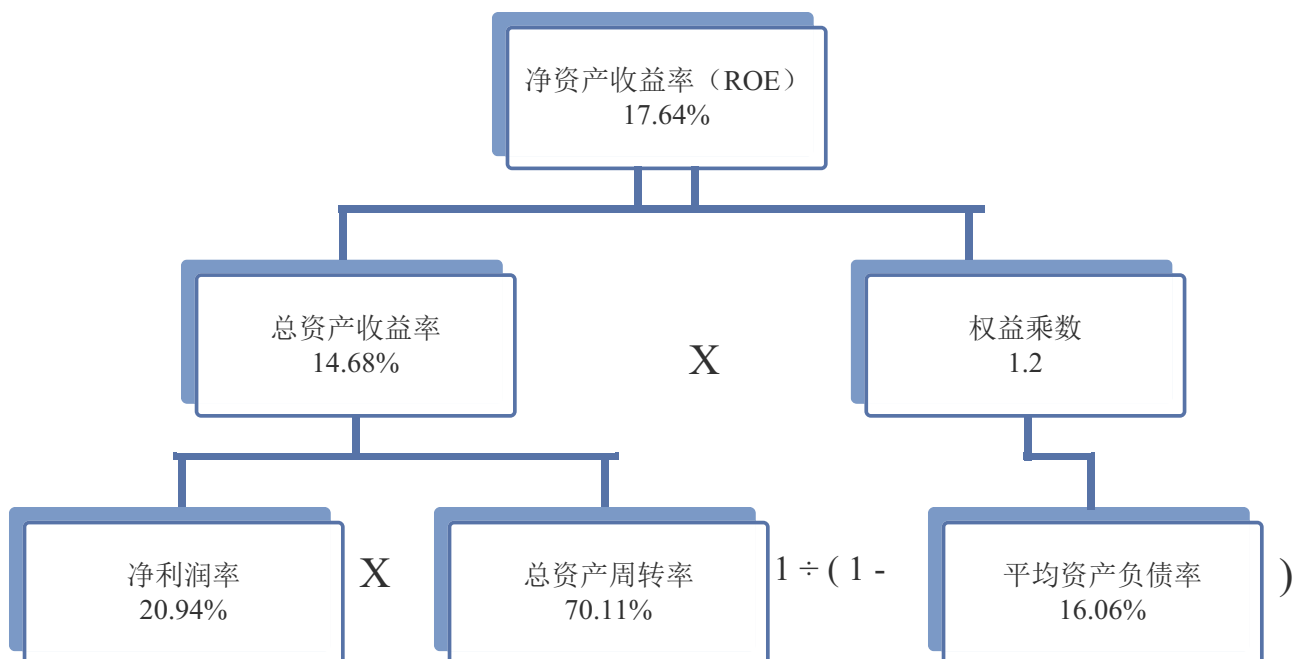 净资产收益率（ROE）
17.64%
总资产收益率
14.68%
X
权益乘数
1.2
净利润率
20.94%
X
总资产周转率
70.11%
1 ÷ ( 1 -
平均资产负债率
16.06%
)